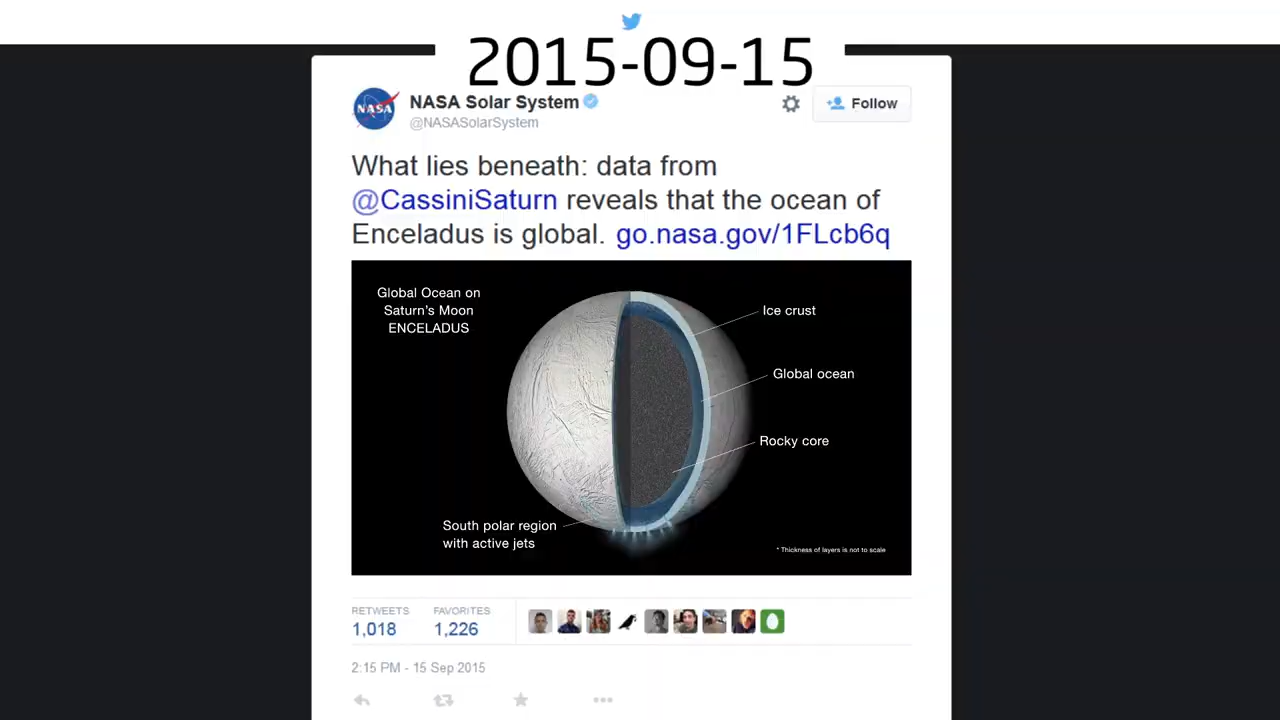 2015-09-15
NASA
NASA Solar System
@NASASolarSystem
Follow
What lies beneath: data from
@CassiniSaturn reveals that the ocean of
Enceladus is global. go.nasa.gov/1FLcb6q
Global Ocean on
Saturn's Moon
ENCELADUS
Ice crust
Global ocean
Rocky core
South polar region
with active jets
* Thickness of layers is not to scale
RETWEETS
FAVORITES
1,018
1,226
2:15 PM - 15 Sep 2015